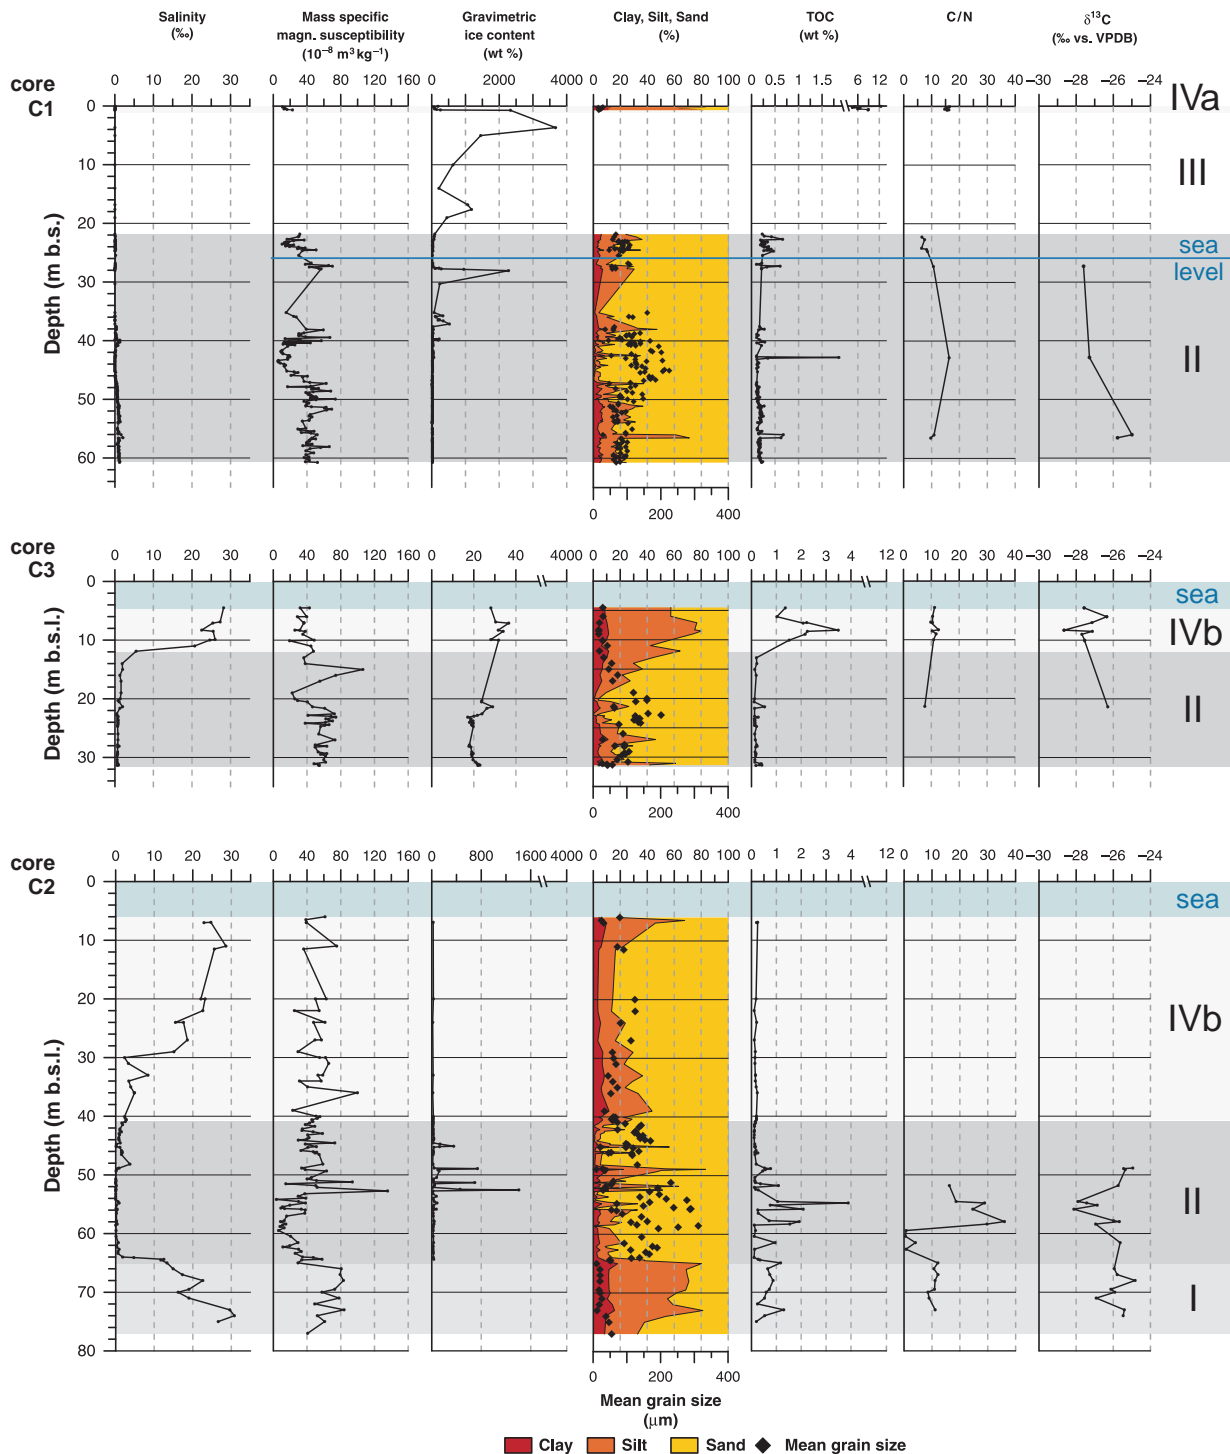 Salinity
(‰)
Mass specific
magn. susceptibility
(10⁻⁸ m³ kg⁻¹)
Gravimetric
ice content
(wt %)
Clay, Silt, Sand
(%)
TOC
(wt %)
C/N
δ¹³C
(‰ vs. VPDB)
core
C1
0 10 20 30
0 40 80 120 160
0 2000 4000
0 20 40 60 80 100
0 0.5 1 1.5 6 12
0 10 20 30 40
−30 −28 −26 −24
Depth (m b.s.)
0
10
20
30
40
50
60
IVa
III
sea
level
II
0 200 400
core
C3
0 10 20 30
0 40 80 120 160
0 20 40 4000
0 20 40 60 80 100
0 1 2 3 4 12
0 10 20 30 40
−30 −28 −26 −24
Depth (m b.s.l.)
0
10
20
30
sea
IVb
II
0 200 400
core
C2
0 10 20 30
0 40 80 120 160
0 800 1600 4000
0 20 40 60 80 100
0 1 2 3 4 12
0 10 20 30 40
−30 −28 −26 −24
Depth (m b.s.l.)
0
10
20
30
40
50
60
70
80
sea
IVb
II
I
0 200 400
Mean grain size
(μm)
Clay Silt Sand Mean grain size